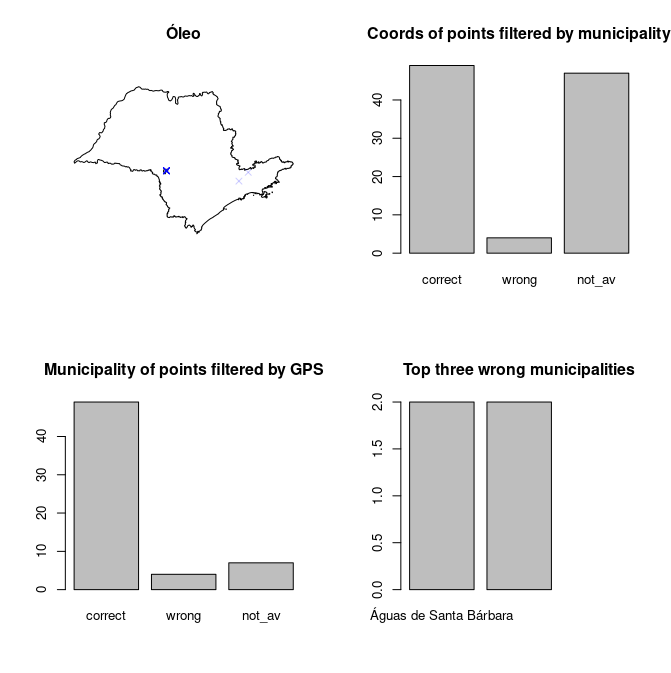 Óleo
Coords of points filtered by municipality
40
30
20
10
0
correct wrong not_av
Municipality of points filtered by GPS
40
30
20
10
0
correct wrong not_av
Top three wrong municipalities
2.0
1.5
1.0
0.5
0.0
Águas de Santa Bárbara